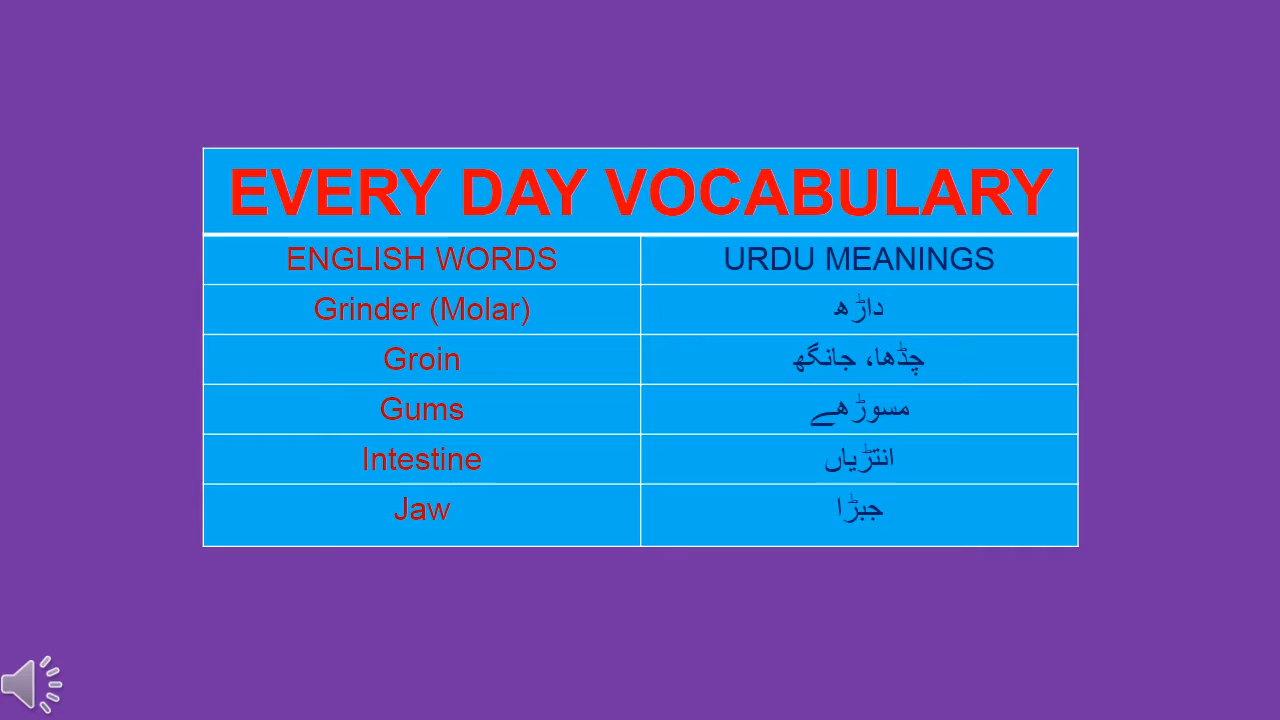 EVERY DAY VOCABULARY
ENGLISH WORDS URDU MEANINGS
Grinder (Molar) داڑھ
Groin چڈھا، جانگھ
Gums مسوڑھے
Intestine انتڑیاں
Jaw جبڑا